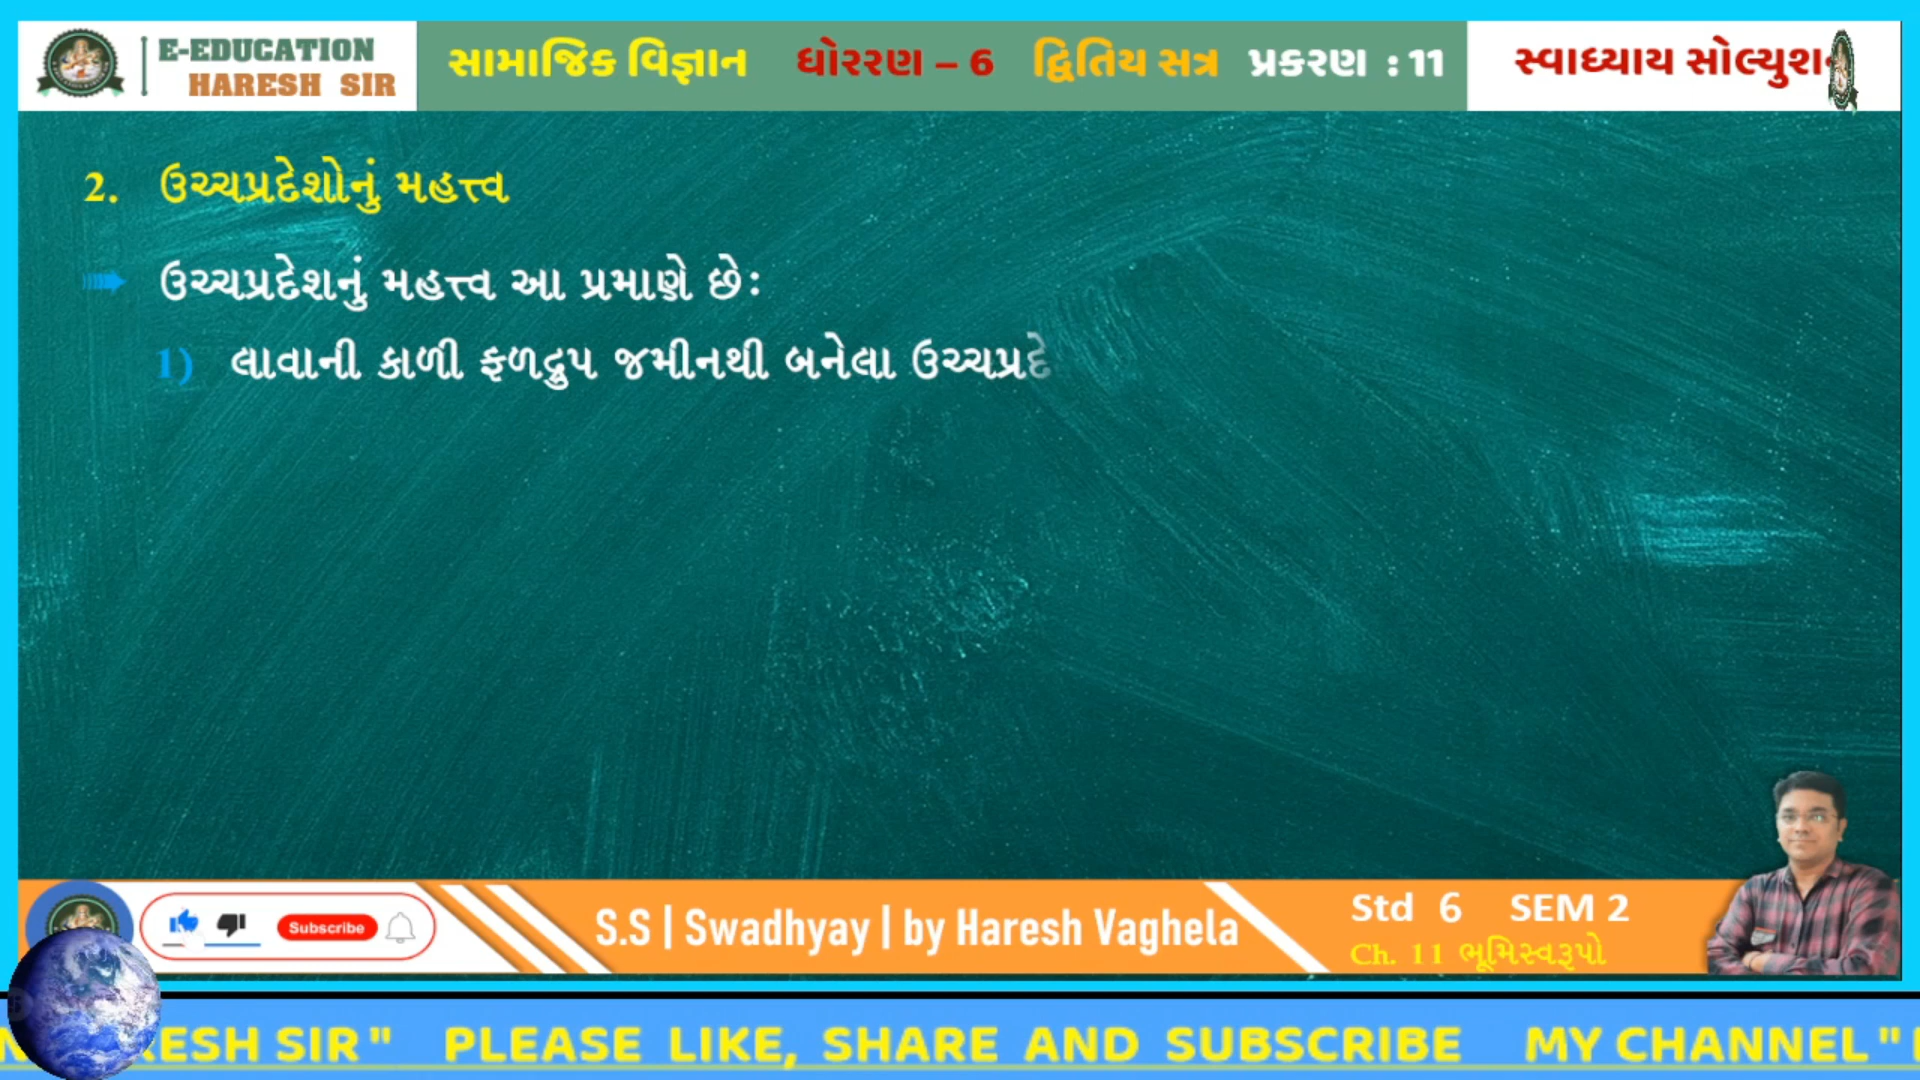 E-EDUCATION
HARESH SIR
સામાજિક વિજ્ઞાન ધોરરણ – 6 દ્વિતિય સત્ર પ્રકરણ : 11
સ્વાધ્યાય
2. ઉચ્ચપ્રદેશોનું મહત્ત્વ
ઉચ્ચપ્રદેશનું મહત્ત્વ આ પ્રમાણે છેઃ
1) લાવાની કાળી ફળદ્રુપ જમીનથી બનેલા ઉચ્ચપ્રદે
Subscribe
S.S | Swadhyay | by Haresh Vaghela
Std 6 SEM 2
Ch. 11 ભૂમિસ્વરૂપો
SIR" PLEASE LIKE, SHARE AND SUBSCRIBE MY CHANNEL "